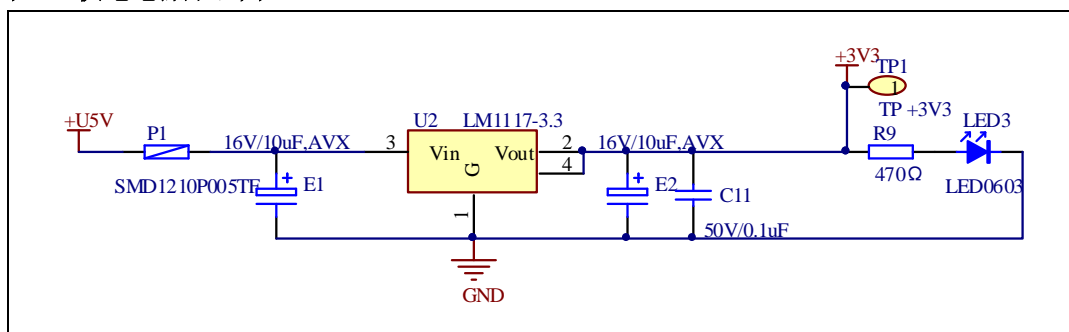 +3V3
TP1
1
TP +3V3
+U5V
P1
SMD1210P005TF
16V/10uF,AVX
E1
U2
LM1117-3.3
3
Vin
Vout
G
2
4
1
16V/10uF,AVX
E2
C11
50V/0.1uF
R9
470Ω
LED3
LED0603
GND